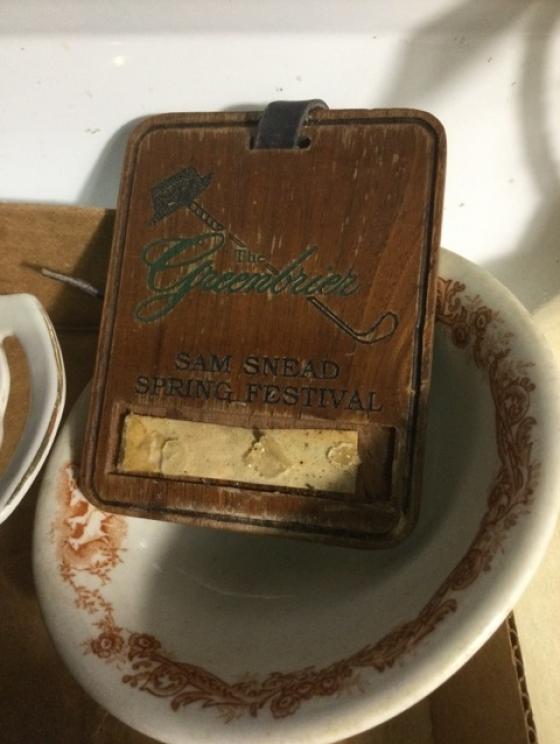 The
Greenbrier
SAM SNEAD
SPRING FESTIVAL